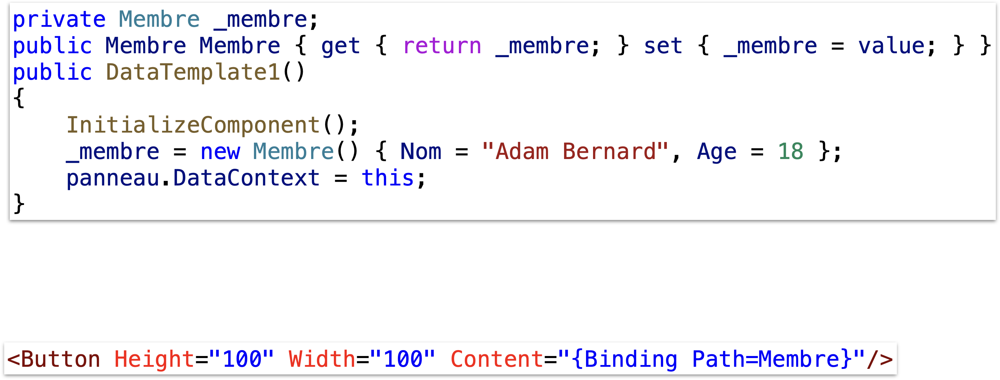 private Membre _membre;
public Membre Membre { get { return _membre; } set { _membre = value; } }
public DataTemplate1()
{
    InitializeComponent();
    _membre = new Membre() { Nom = "Adam Bernard", Age = 18 };
    panneau.DataContext = this;
}
<Button Height="100" Width="100" Content="{Binding Path=Membre}"/>